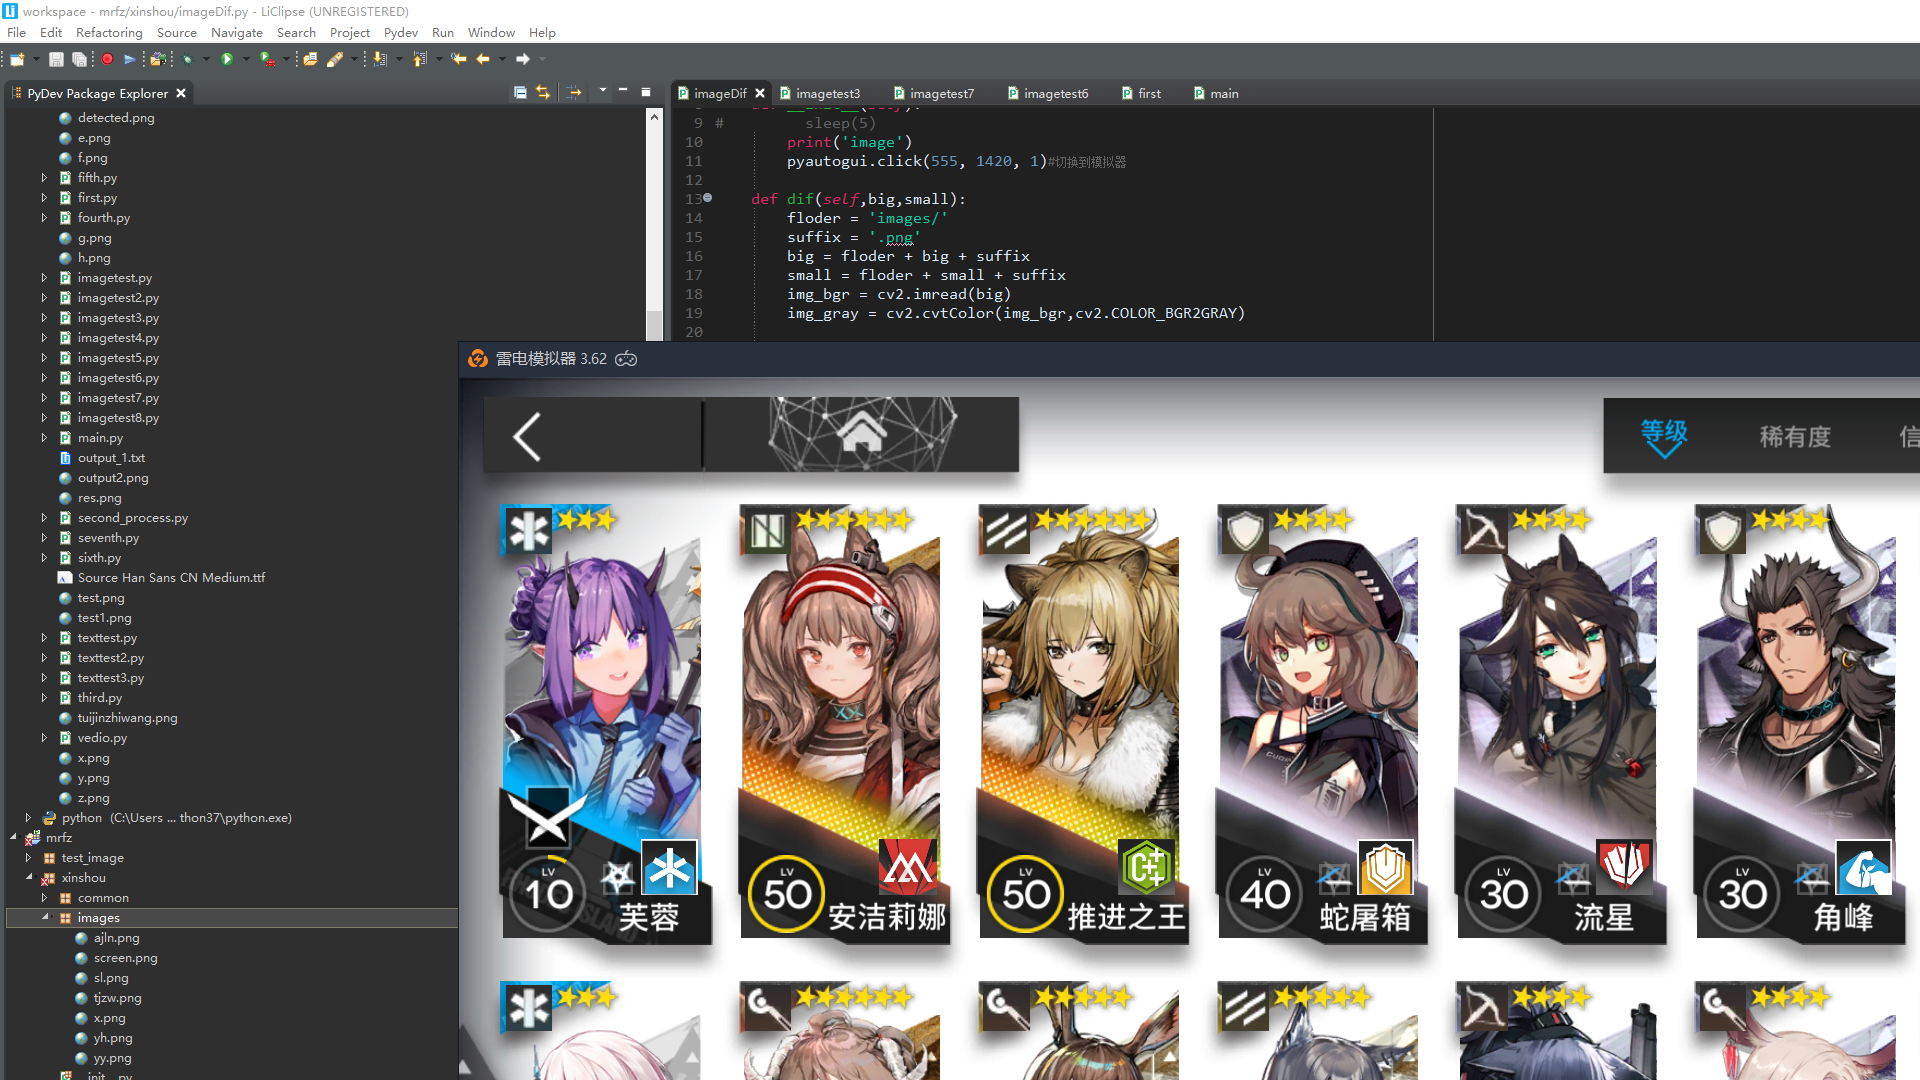 workspace - mrfz/xinshou/imageDif.py - LiClipse (UNREGISTERED)
File Edit Refactoring Source Navigate Search Project Pydev Run Window Help
PyDev Package Explorer
detected.png
e.png
f.png
fifth.py
first.py
fourth.py
g.png
h.png
imagetest.py
imagetest2.py
imagetest3.py
imagetest4.py
imagetest5.py
imagetest6.py
imagetest7.py
imagetest8.py
main.py
output_1.txt
output2.png
res.png
second_process.py
seventh.py
sixth.py
Source Han Sans CN Medium.ttf
test.png
test1.png
texttest.py
texttest2.py
texttest3.py
third.py
tuijinzhiwang.png
vedio.py
x.png
y.png
z.png
python (C:\Users ... thon37\python.exe)
mrfz
test_image
xinshou
common
images
ajln.png
screen.png
sl.png
tjzw.png
x.png
yh.png
yy.png
imageDif imagetest3 imagetest7 imagetest6 first main
9 # sleep(5)
10 print('image')
11 pyautogui.click(555, 1420, 1)#切换到模拟器
12
13 def dif(self,big,small):
14 floder = 'images/'
15 suffix = '.png'
16 big = floder + big + suffix
17 small = floder + small + suffix
18 img_bgr = cv2.imread(big)
19 img_gray = cv2.cvtColor(img_bgr,cv2.COLOR_BGR2GRAY)
20
雷电模拟器 3.62
等级 稀有度 信
LV 10 芙蓉
LV 50 安洁莉娜
LV 50 推进之王
LV 40 蛇屠箱
LV 30 流星
LV 30 角峰